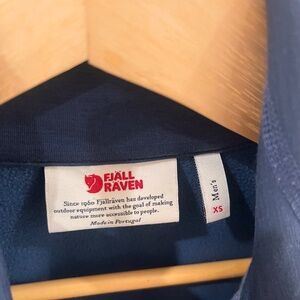 FJÄLL
RÄVEN
Since 1960 Fjällräven has developed
outdoor equipment with the goal of making
nature more accessible to people.
Made in Portugal
Men's
XS